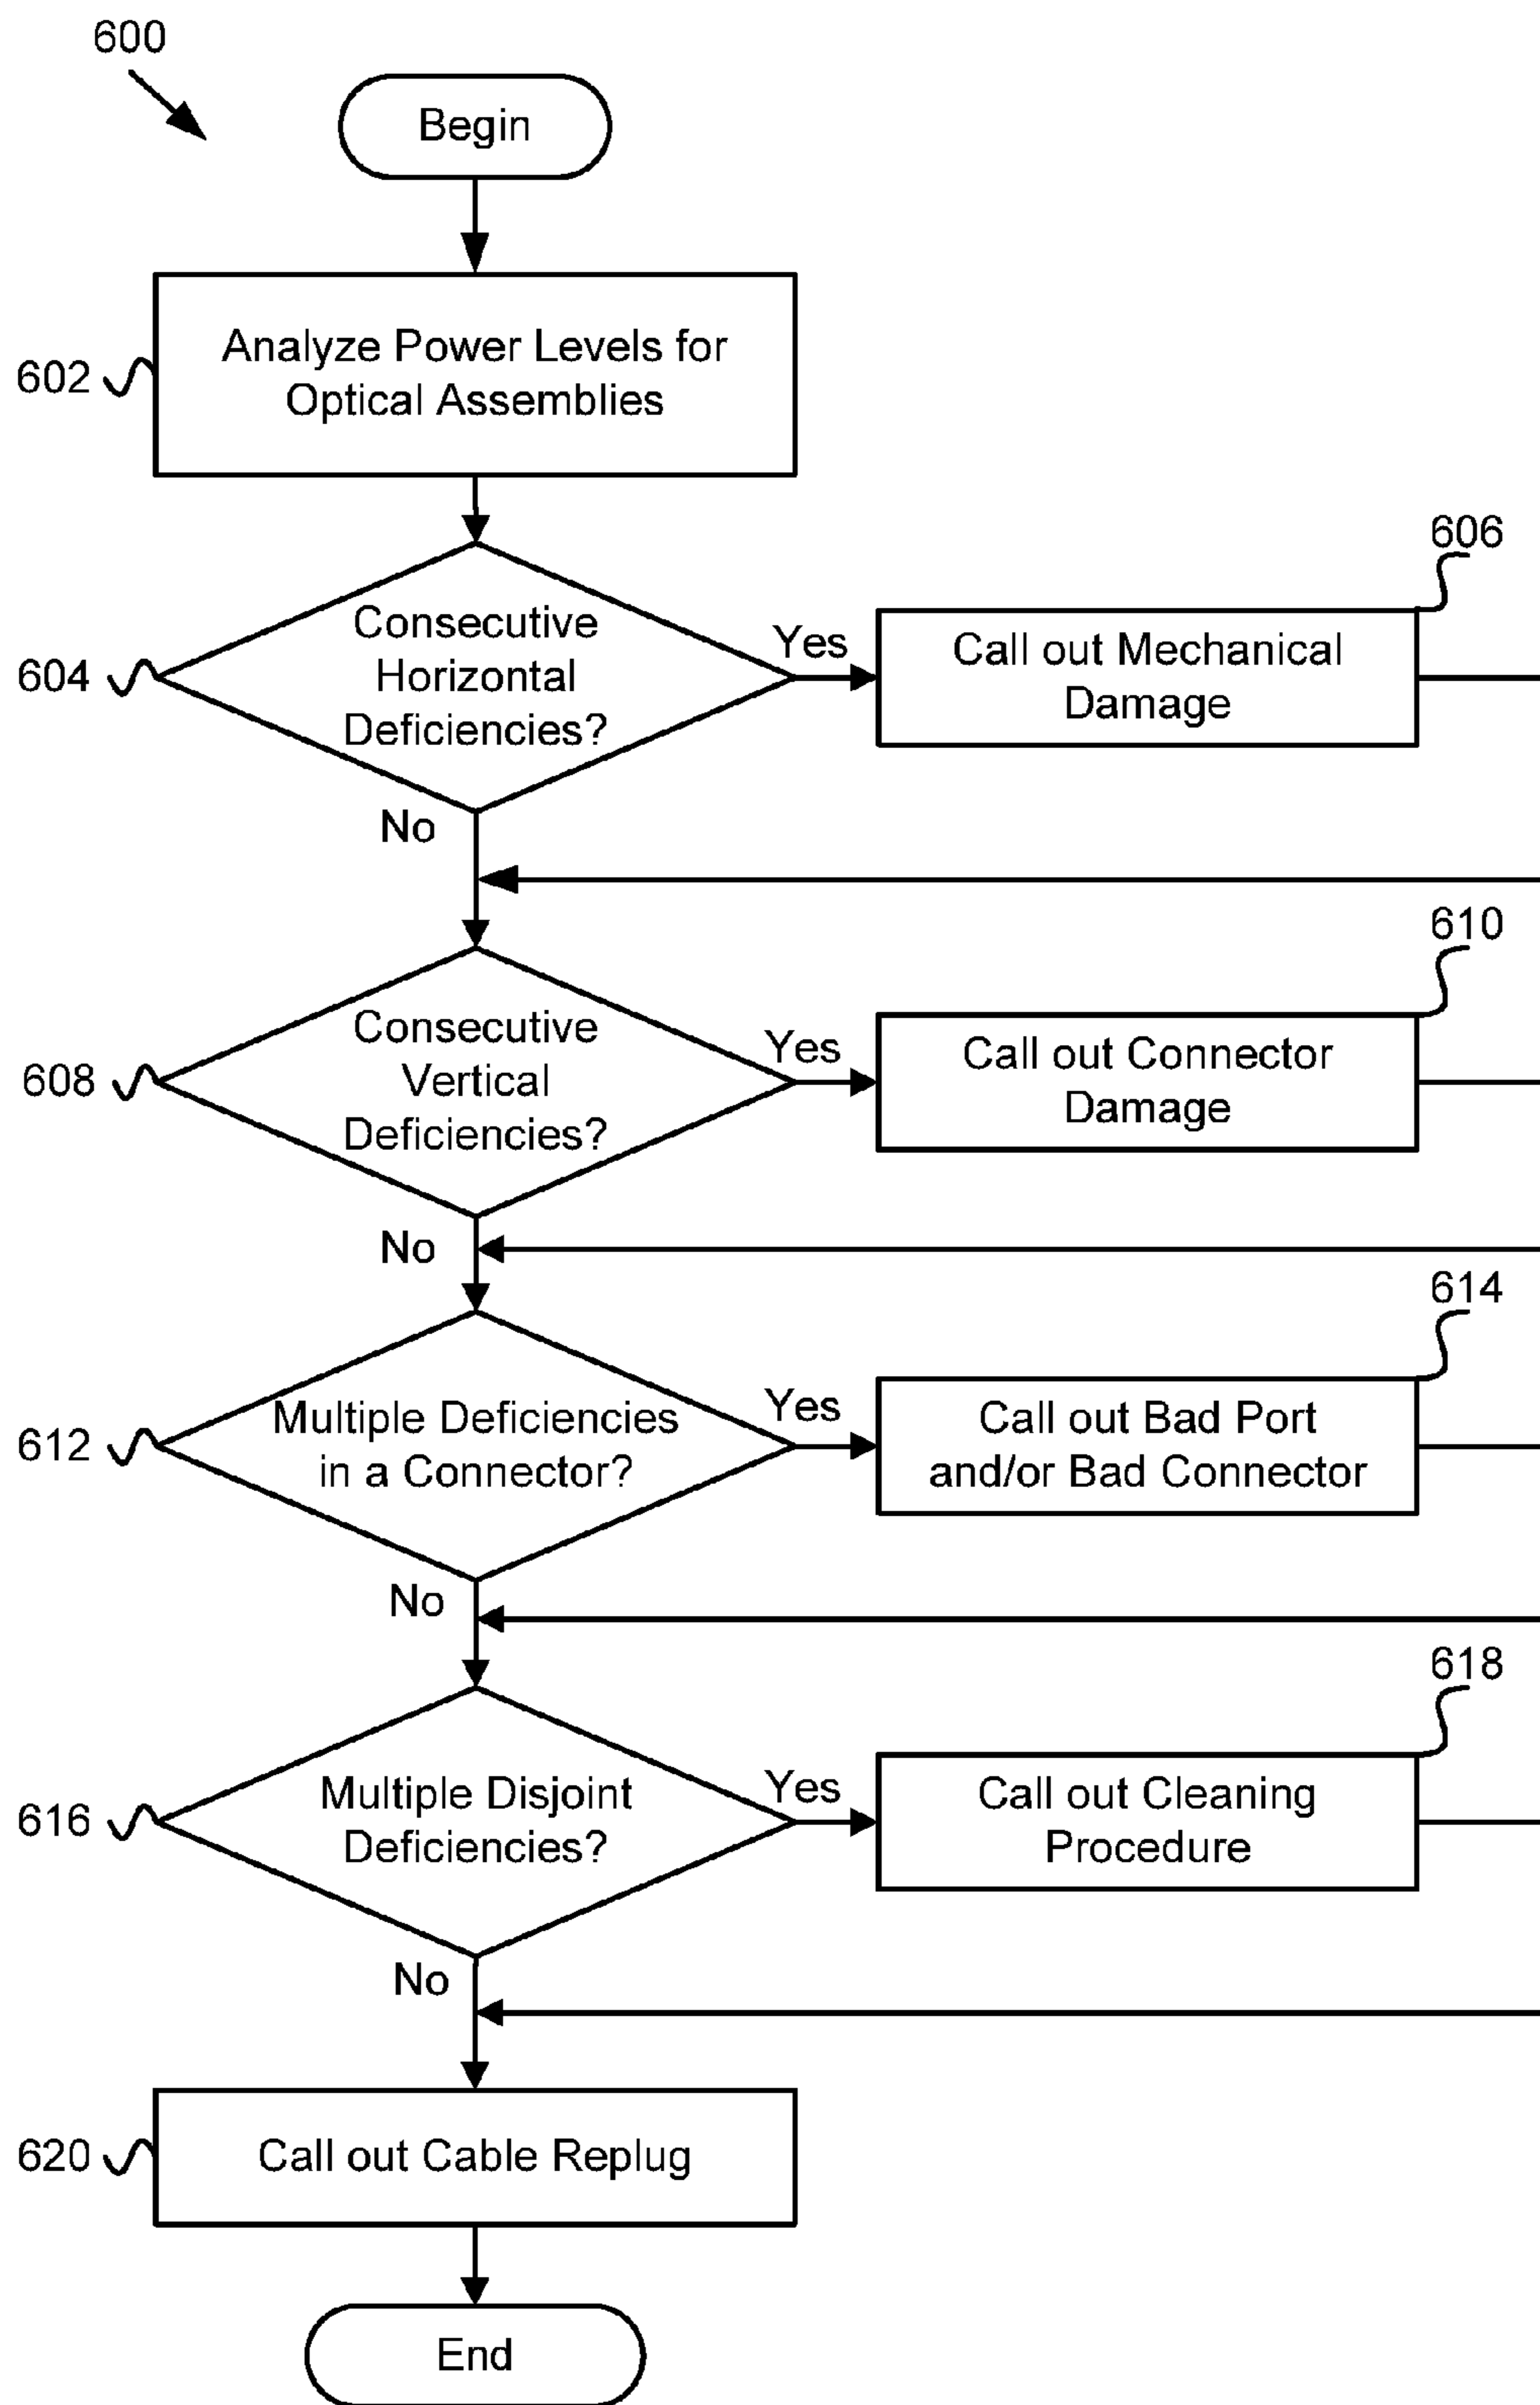 600
Begin
Analyze Power Levels for
Optical Assemblies
602
606
Consecutive
Horizontal
Deficiencies?
604
Yes
Call out Mechanical
Damage
No
610
Consecutive
Vertical
Deficiencies?
608
Yes
Call out Connector
Damage
No
614
Multiple Deficiencies
in a Connector?
612
Yes
Call out Bad Port
and/or Bad Connector
No
618
Multiple Disjoint
Deficiencies?
616
Yes
Call out Cleaning
Procedure
No
620
Call out Cable Replug
End